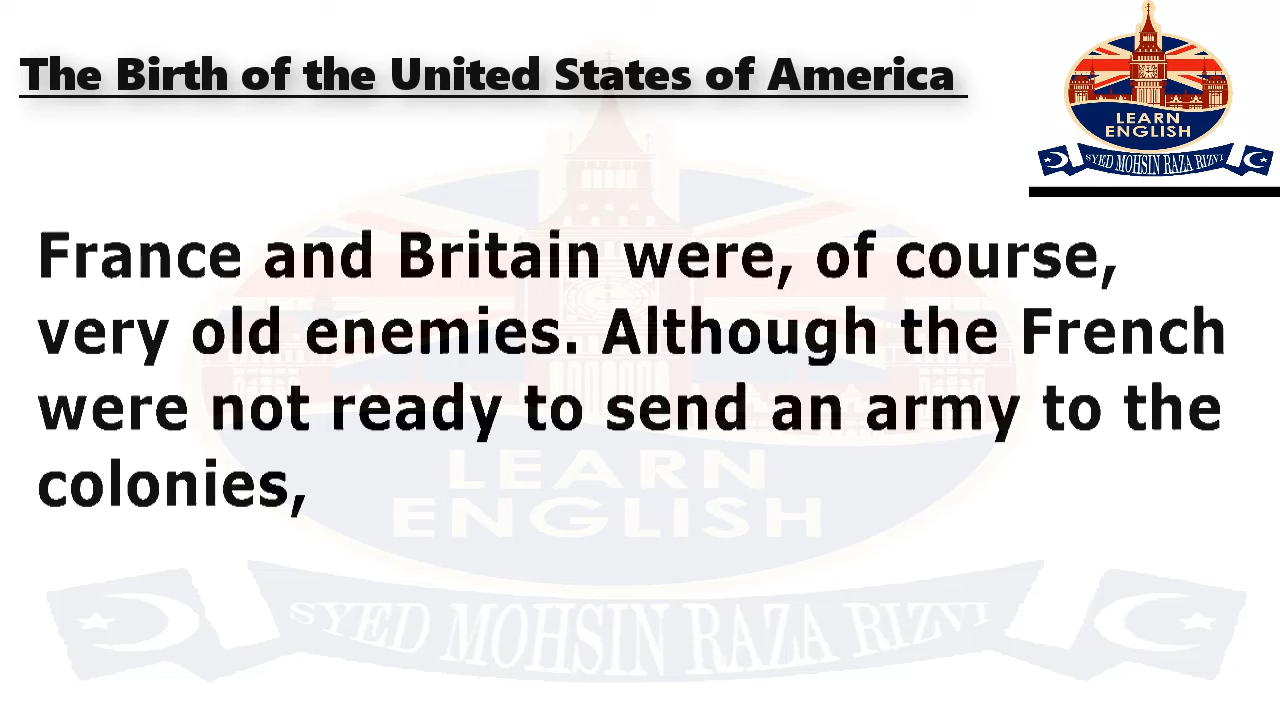 The Birth of the United States of America
LEARN
ENGLISH
SYED MOHSIN RAZA RIZVI
France and Britain were, of course,
very old enemies. Although the French
were not ready to send an army to the
colonies,
LEARN
ENGLISH
SYED MOHSIN RAZA RIZVI